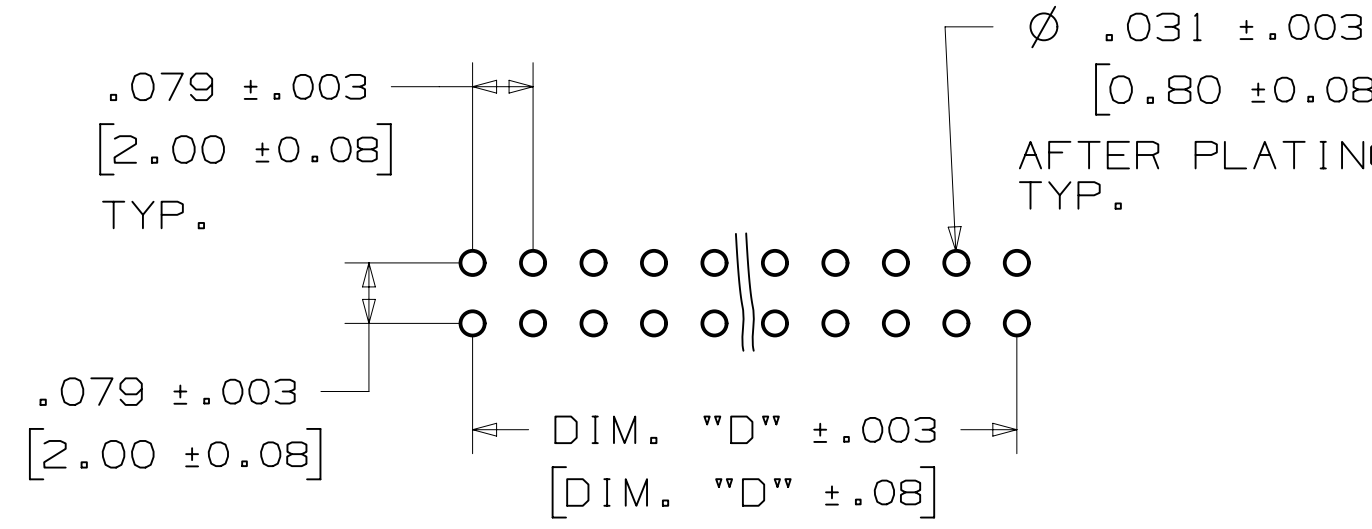 .079 ±.003
[2.00 ±0.08]
TYP.
Ø .031 ±.003
[0.80 ±0.08
AFTER PLATING
TYP.
.079 ±.003
[2.00 ±0.08]
DIM. "D" ±.003
[DIM. "D" ±.08]